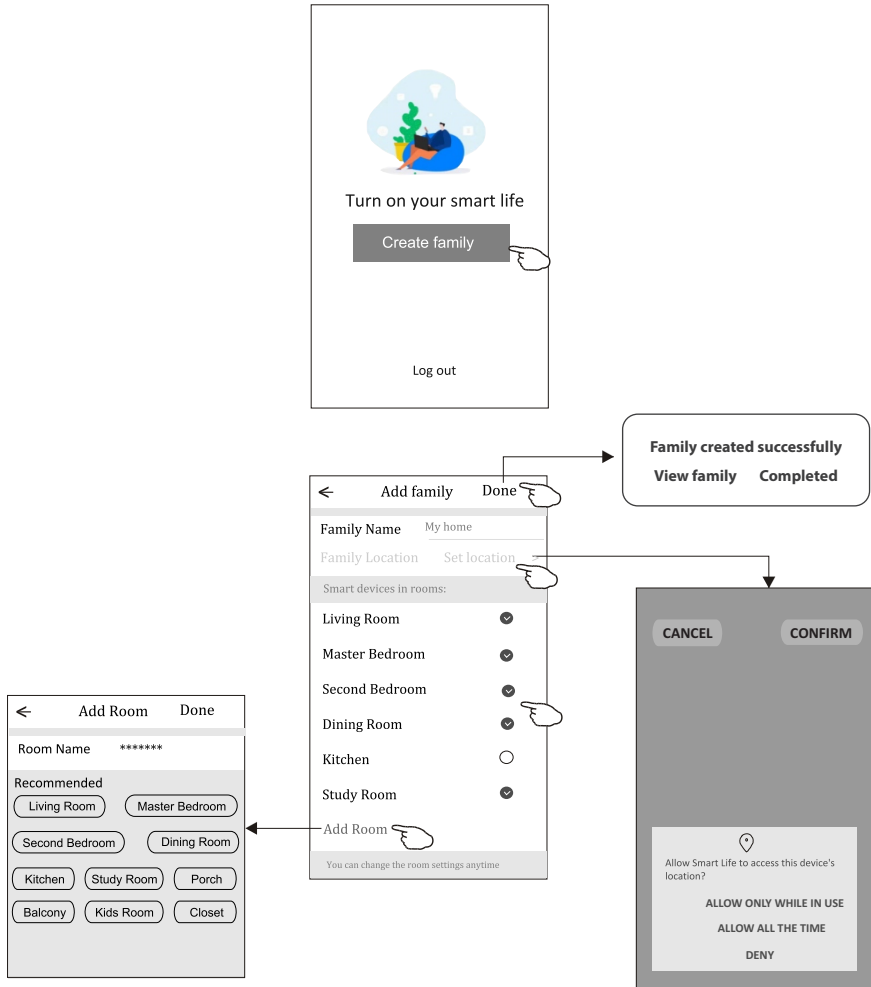 Turn on your smart life
Create family
Log out
Family created successfully
View family Completed
Add family Done
Family Name My home
Family Location Set location >
Smart devices in rooms:
Living Room
Master Bedroom
Second Bedroom
Dining Room
Kitchen
Study Room
Add Room
You can change the room settings anytime
CANCEL CONFIRM
Allow Smart Life to access this device's
location?
ALLOW ONLY WHILE IN USE
ALLOW ALL THE TIME
DENY
Add Room Done
Room Name *******
Recommended
Living Room Master Bedroom
Second Bedroom Dining Room
Kitchen Study Room Porch
Balcony Kids Room Closet